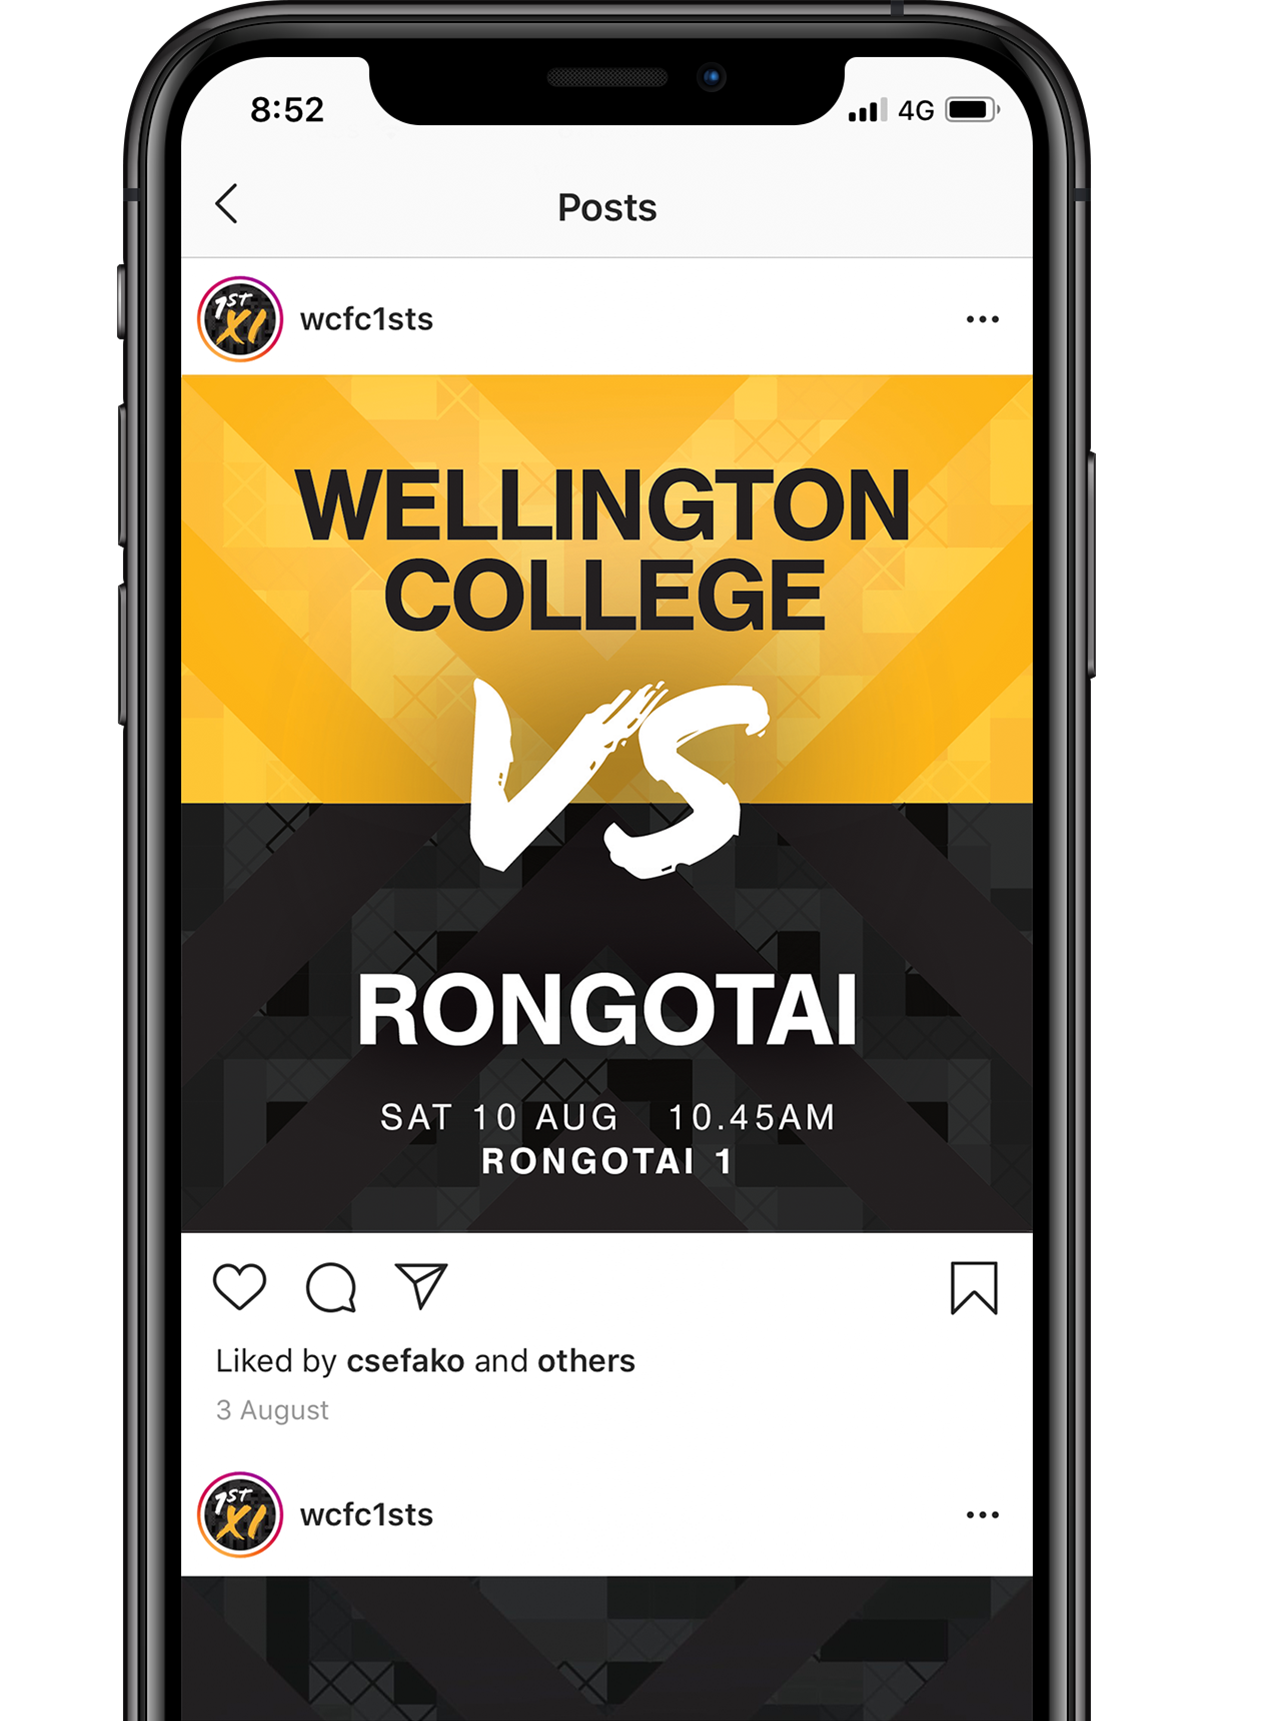 8:52 4G
Posts
1ST
XI
wcfc1sts
WELLINGTON
COLLEGE
VS
RONGOTAI
SAT 10 AUG 10.45AM
RONGOTAI 1
Liked by csefako and others
3 August
1ST
XI
wcfc1sts